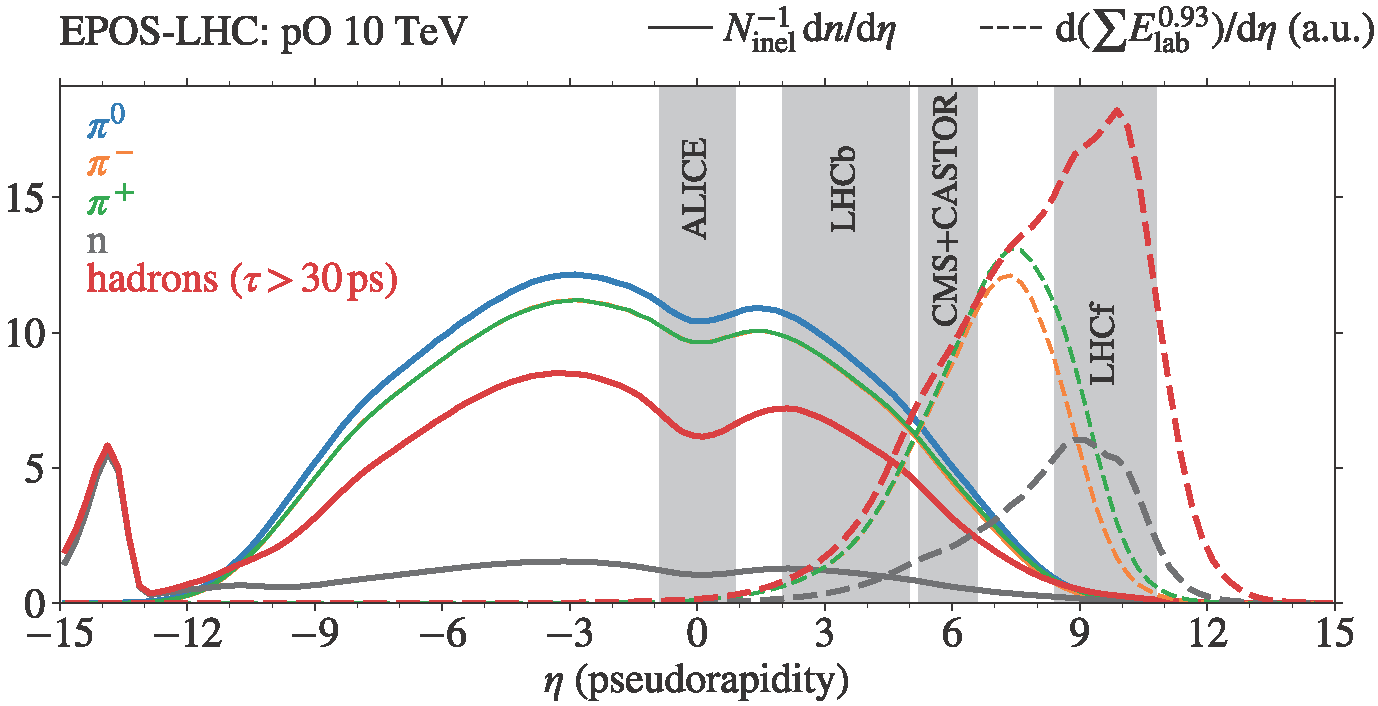 EPOS-LHC: pO 10 TeV
N_inel^{-1} dn/dη
d(∑E_lab^{0.93})/dη (a.u.)
π⁰
π⁻
π⁺
n
hadrons (τ > 30 ps)
ALICE
LHCb
CMS+CASTOR
LHCf
15
10
5
0
−15 −12 −9 −6 −3 0 3 6 9 12 15
η (pseudorapidity)